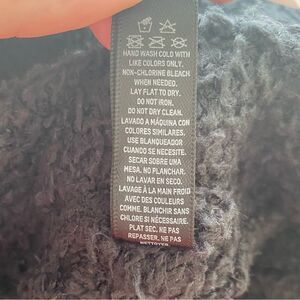 HAND WASH COLD WITH
LIKE COLORS ONLY.
NON-CHLORINE BLEACH
WHEN NEEDED.
LAY FLAT TO DRY.
DO NOT IRON.
DO NOT DRY CLEAN.
LAVADO A MÁQUINA CON
COLORES SIMILARES.
USE BLANQUEADOR
CUANDO SE NECESITE.
SECAR SOBRE UNA
MESA. NO PLANCHAR.
NO LAVAR EN SECO.
LAVAGE À LA MAIN FROID
AVEC DES COULEURS
COMME. BLANCHIR SANS
CHLORE SI NÉCESSAIRE.
PLAT SEC. NE PAS
REPASSER. NE PAS
NETTOYER